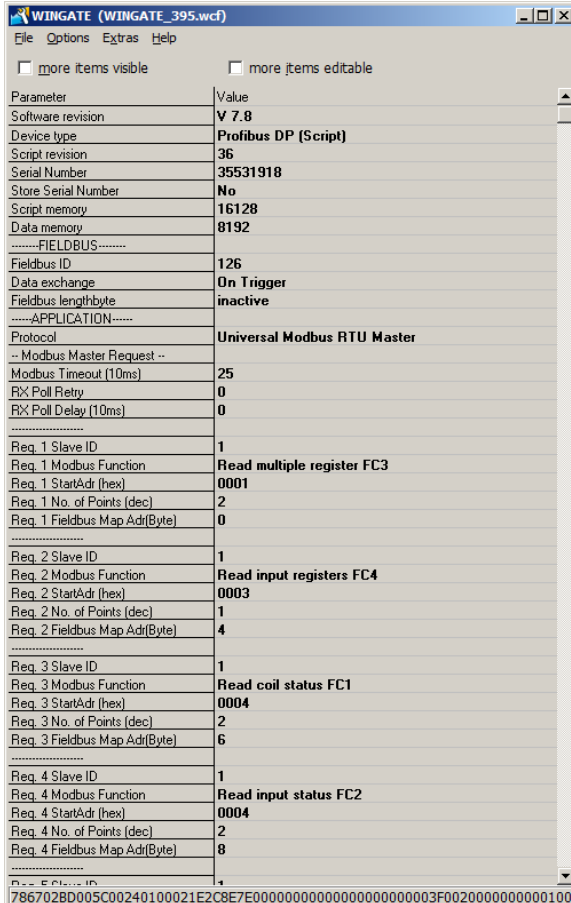 WINGATE (WINGATE_395.wcf)
File Options Extras Help
more items visible more items editable
Parameter Value
Software revision V 7.8
Device type Profibus DP (Script)
Script revision 36
Serial Number 35531918
Store Serial Number No
Script memory 16128
Data memory 8192
--------FIELDBUS--------
Fieldbus ID 126
Data exchange On Trigger
Fieldbus lengthbyte inactive
------APPLICATION------
Protocol Universal Modbus RTU Master
-- Modbus Master Request --
Modbus Timeout (10ms) 25
RX Poll Retry 0
RX Poll Delay (10ms) 0
---------------------
Req. 1 Slave ID 1
Req. 1 Modbus Function Read multiple register FC3
Req. 1 StartAdr (hex) 0001
Req. 1 No. of Points (dec) 2
Req. 1 Fieldbus Map Adr(Byte) 0
---------------------
Req. 2 Slave ID 1
Req. 2 Modbus Function Read input registers FC4
Req. 2 StartAdr (hex) 0003
Req. 2 No. of Points (dec) 1
Req. 2 Fieldbus Map Adr(Byte) 4
---------------------
Req. 3 Slave ID 1
Req. 3 Modbus Function Read coil status FC1
Req. 3 StartAdr (hex) 0004
Req. 3 No. of Points (dec) 2
Req. 3 Fieldbus Map Adr(Byte) 6
---------------------
Req. 4 Slave ID 1
Req. 4 Modbus Function Read input status FC2
Req. 4 StartAdr (hex) 0004
Req. 4 No. of Points (dec) 2
Req. 4 Fieldbus Map Adr(Byte) 8
---------------------
Req. 5 Slave ID 1